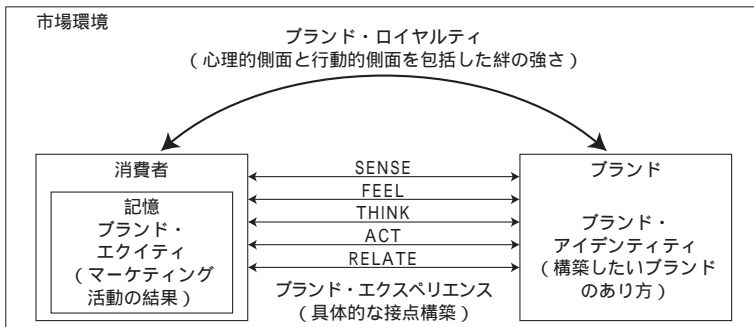 市場環境
ブランド・ロイヤルティ
（心理的側面と行動的側面を包括した絆の強さ）
消費者
記憶
ブランド・
エクイティ
（マーケティング
活動の結果）
SENSE
FEEL
THINK
ACT
RELATE
ブランド・エクスペリエンス
（具体的な接点構築）
ブランド
ブランド・
アイデンティティ
（構築したいブランド
のあり方）